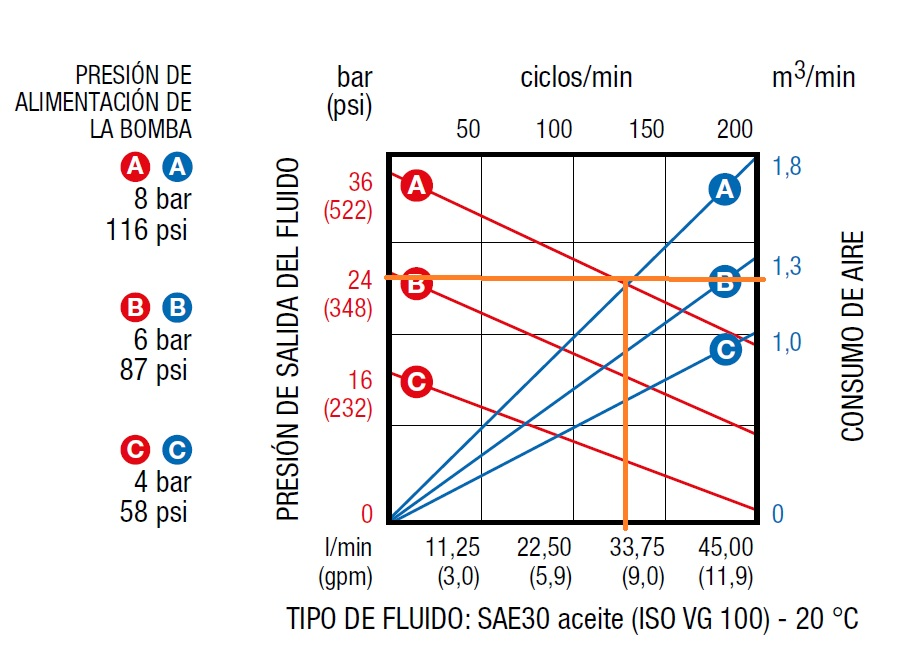 PRESIÓN DE
ALIMENTACIÓN DE
LA BOMBA
A A
8 bar
116 psi
B B
6 bar
87 psi
C C
4 bar
58 psi
bar
(psi)
ciclos/min
m3/min
50 100 150 200
PRESIÓN DE SALIDA DEL FLUIDO
36
(522)
24
(348)
16
(232)
0
A
B
C
A
B
C
1,8
1,3
1,0
0
CONSUMO DE AIRE
l/min 11,25 22,50 33,75 45,00
(gpm) (3,0) (5,9) (9,0) (11,9)
TIPO DE FLUIDO: SAE30 aceite (ISO VG 100) - 20 °C